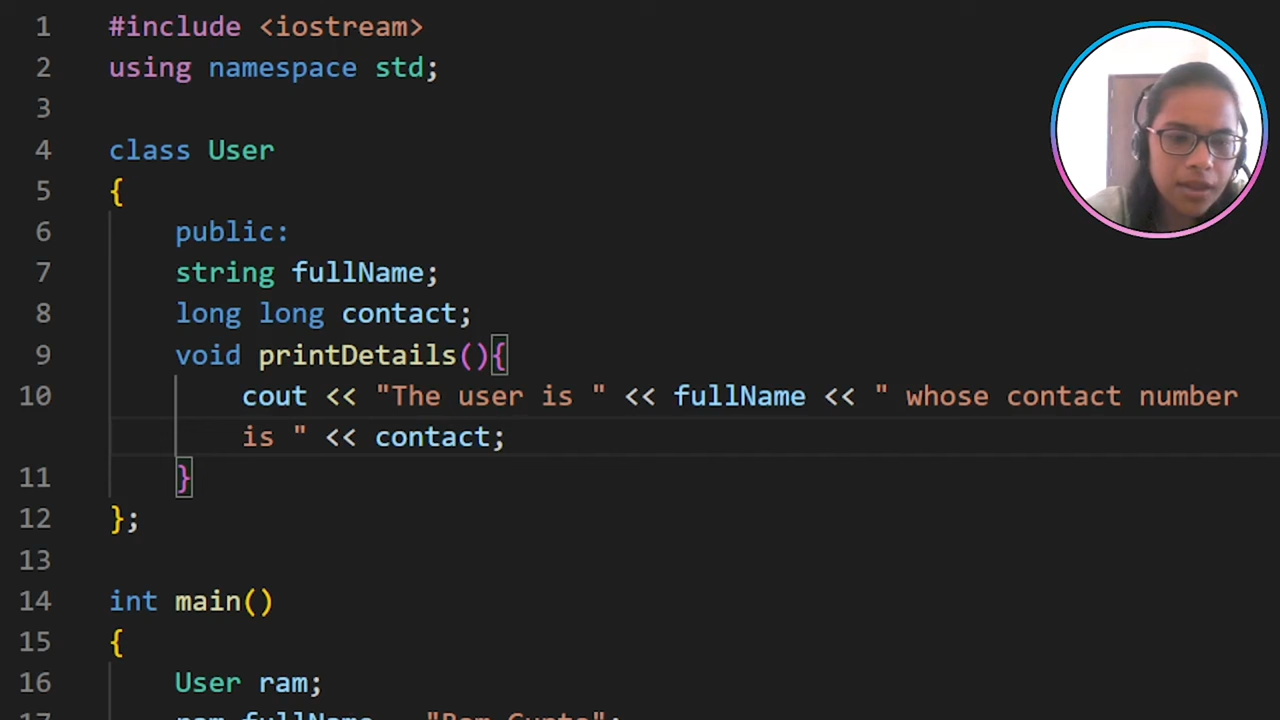 1 #include <iostream>
2 using namespace std;
3
4 class User
5 {
6 public:
7 string fullName;
8 long long contact;
9 void printDetails(){
10 cout << "The user is " << fullName << " whose contact number
is " << contact;
11 }
12 };
13
14 int main()
15 {
16 User ram;